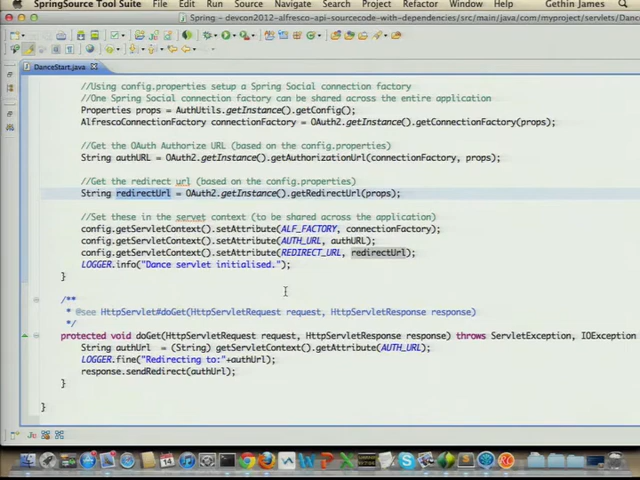 SpringSource Tool Suite File Edit Run Source Navigate Search Project Refactor Window Help Gethin James
Spring - devcon2012-alfresco-api-sourcecode-with-dependencies/src/main/java/com/myproject/servlets/Dance
DanceStart.java
//Using config.properties setup a Spring Social connection factory
//One Spring Social connection factory can be shared across the entire application
Properties props = AuthUtils.getInstance().getConfig();
AlfrescoConnectionFactory connectionFactory = OAuth2.getInstance().getConnectionFactory(props);
//Get the OAuth Authorize URL (based on the config.properties)
String authURL = OAuth2.getInstance().getAuthorizationUrl(connectionFactory, props);
//Get the redirect url (based on the config.properties)
String redirectUrl = OAuth2.getInstance().getRedirectUrl(props);
//Set these in the servet context (to be shared across the application)
config.getServletContext().setAttribute(ALF_FACTORY, connectionFactory);
config.getServletContext().setAttribute(AUTH_URL, authURL);
config.getServletContext().setAttribute(REDIRECT_URL, redirectUrl);
LOGGER.info("Dance servlet initialised.");
}
/**
* @see HttpServlet#doGet(HttpServletRequest request, HttpServletResponse response)
*/
protected void doGet(HttpServletRequest request, HttpServletResponse response) throws ServletException, IOException
String authUrl = (String) getServletContext().getAttribute(AUTH_URL);
LOGGER.fine("Redirecting to:"+authUrl);
response.sendRedirect(authUrl);
}
}